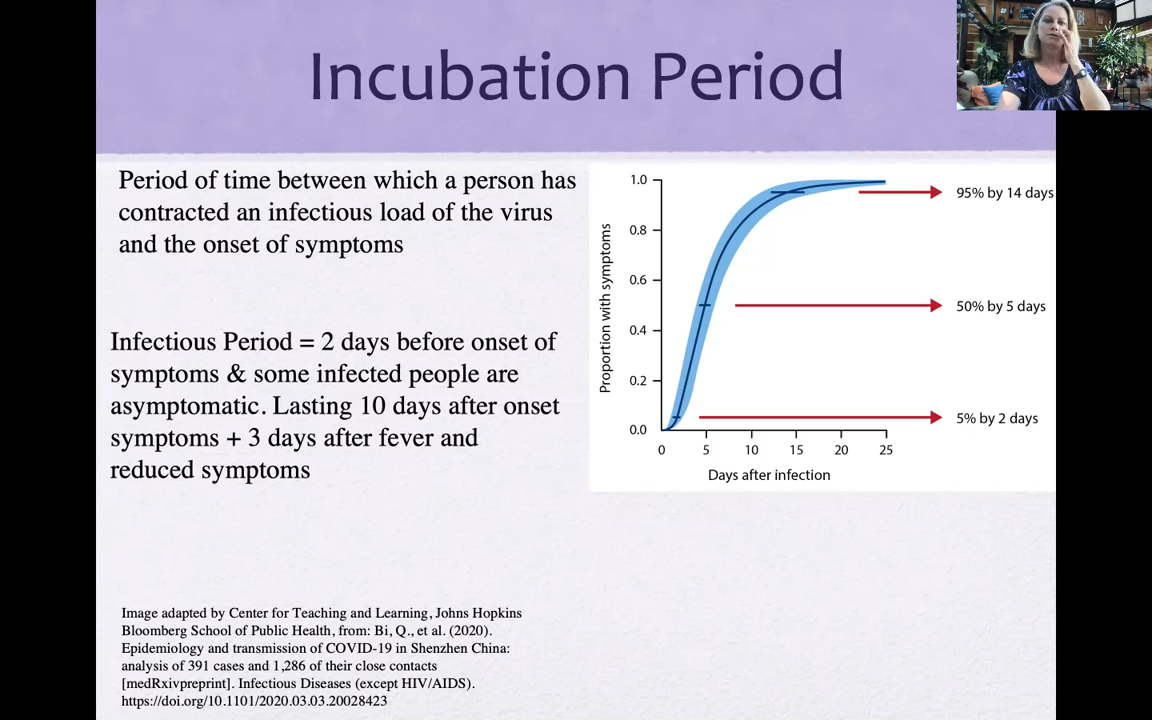 Incubation Period
Period of time between which a person has
contracted an infectious load of the virus
and the onset of symptoms
Infectious Period = 2 days before onset of
symptoms & some infected people are
asymptomatic. Lasting 10 days after onset
symptoms + 3 days after fever and
reduced symptoms
Proportion with symptoms
1.0
0.8
0.6
0.4
0.2
0.0
0 5 10 15 20 25
Days after infection
95% by 14 days
50% by 5 days
5% by 2 days
Image adapted by Center for Teaching and Learning, Johns Hopkins
Bloomberg School of Public Health, from: Bi, Q., et al. (2020).
Epidemiology and transmission of COVID-19 in Shenzhen China:
analysis of 391 cases and 1,286 of their close contacts
[medRxivpreprint]. Infectious Diseases (except HIV/AIDS).
https://doi.org/10.1101/2020.03.03.20028423